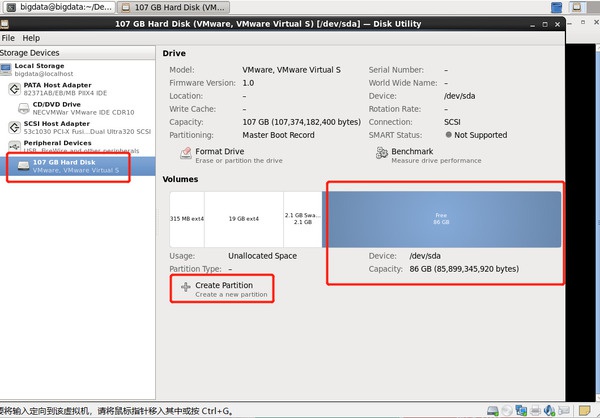 bigdata@bigdata:~/De...
107 GB Hard Disk (VM...
107 GB Hard Disk (VMware, VMware Virtual S) [/dev/sda] — Disk Utility
File Help
Storage Devices
Local Storage
bigdata@localhost
PATA Host Adapter
82371AB/EB/MB PIIX4 IDE
CD/DVD Drive
NECVMWar VMware IDE CDR10
SCSI Host Adapter
53c1030 PCI-X Fusi...Dual Ultra320 SCSI
Peripheral Devices
USB, FireWire and other peripherals
107 GB Hard Disk
VMware, VMware Virtual S
Drive
Model: VMware, VMware Virtual S Serial Number: –
Firmware Version: 1.0 World Wide Name: –
Location: – Device: /dev/sda
Write Cache: – Rotation Rate: –
Capacity: 107 GB (107,374,182,400 bytes) Connection: SCSI
Partitioning: Master Boot Record SMART Status: Not Supported
Format Drive Benchmark
Erase or partition the drive Measure drive performance
Volumes
315 MB ext4 19 GB ext4 2.1 GB Swa... Free
2.1 GB 86 GB
Usage: Unallocated Space Device: /dev/sda
Partition Type: – Capacity: 86 GB (85,899,345,920 bytes)
Create Partition
Create a new partition
要将输入定向到该虚拟机，请将鼠标指针移入其中或按 Ctrl+G。